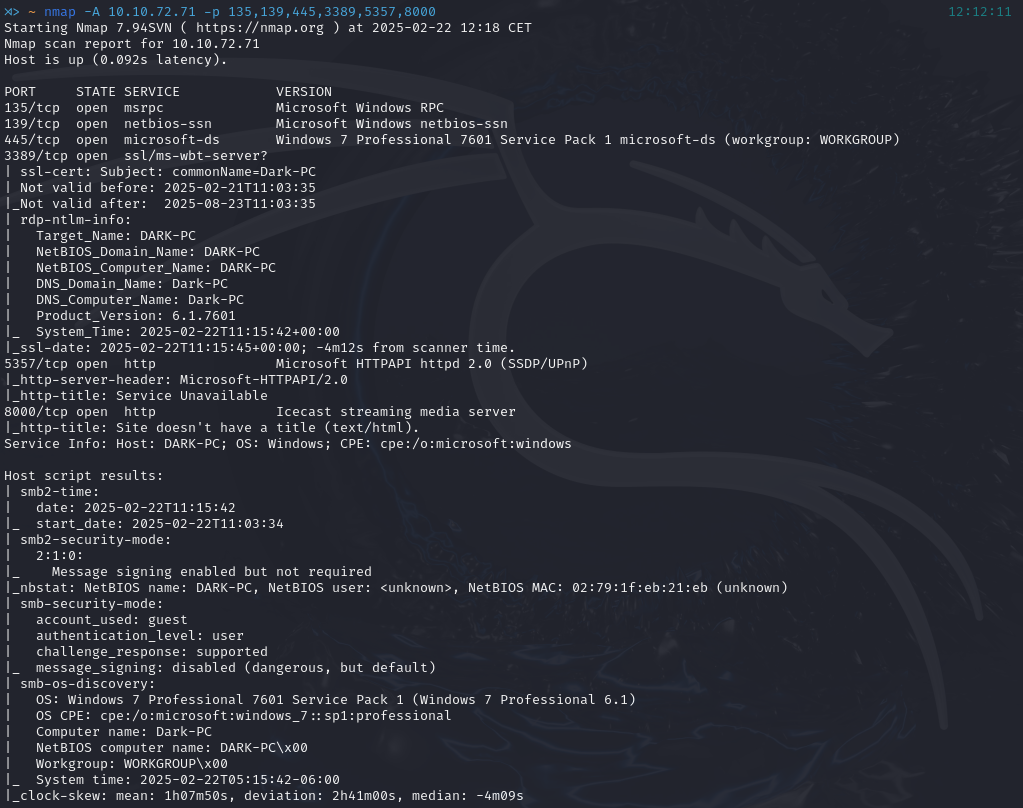 ⋊> ~ nmap -A 10.10.72.71 -p 135,139,445,3389,5357,8000 12:12:11
Starting Nmap 7.94SVN ( https://nmap.org ) at 2025-02-22 12:18 CET
Nmap scan report for 10.10.72.71
Host is up (0.092s latency).

PORT     STATE SERVICE            VERSION
135/tcp  open  msrpc              Microsoft Windows RPC
139/tcp  open  netbios-ssn        Microsoft Windows netbios-ssn
445/tcp  open  microsoft-ds       Windows 7 Professional 7601 Service Pack 1 microsoft-ds (workgroup: WORKGROUP)
3389/tcp open  ssl/ms-wbt-server?
| ssl-cert: Subject: commonName=Dark-PC
| Not valid before: 2025-02-21T11:03:35
|_Not valid after:  2025-08-23T11:03:35
| rdp-ntlm-info:
|   Target_Name: DARK-PC
|   NetBIOS_Domain_Name: DARK-PC
|   NetBIOS_Computer_Name: DARK-PC
|   DNS_Domain_Name: Dark-PC
|   DNS_Computer_Name: Dark-PC
|   Product_Version: 6.1.7601
|_  System_Time: 2025-02-22T11:15:42+00:00
|_ssl-date: 2025-02-22T11:15:45+00:00; -4m12s from scanner time.
5357/tcp open  http               Microsoft HTTPAPI httpd 2.0 (SSDP/UPnP)
|_http-server-header: Microsoft-HTTPAPI/2.0
|_http-title: Service Unavailable
8000/tcp open  http               Icecast streaming media server
|_http-title: Site doesn't have a title (text/html).
Service Info: Host: DARK-PC; OS: Windows; CPE: cpe:/o:microsoft:windows

Host script results:
| smb2-time:
|   date: 2025-02-22T11:15:42
|_  start_date: 2025-02-22T11:03:34
| smb2-security-mode:
|   2:1:0:
|_    Message signing enabled but not required
|_nbstat: NetBIOS name: DARK-PC, NetBIOS user: <unknown>, NetBIOS MAC: 02:79:1f:eb:21:eb (unknown)
| smb-security-mode:
|   account_used: guest
|   authentication_level: user
|   challenge_response: supported
|_  message_signing: disabled (dangerous, but default)
| smb-os-discovery:
|   OS: Windows 7 Professional 7601 Service Pack 1 (Windows 7 Professional 6.1)
|   OS CPE: cpe:/o:microsoft:windows_7::sp1:professional
|   Computer name: Dark-PC
|   NetBIOS computer name: DARK-PC\x00
|   Workgroup: WORKGROUP\x00
|_  System time: 2025-02-22T05:15:42-06:00
|_clock-skew: mean: 1h07m50s, deviation: 2h41m00s, median: -4m09s